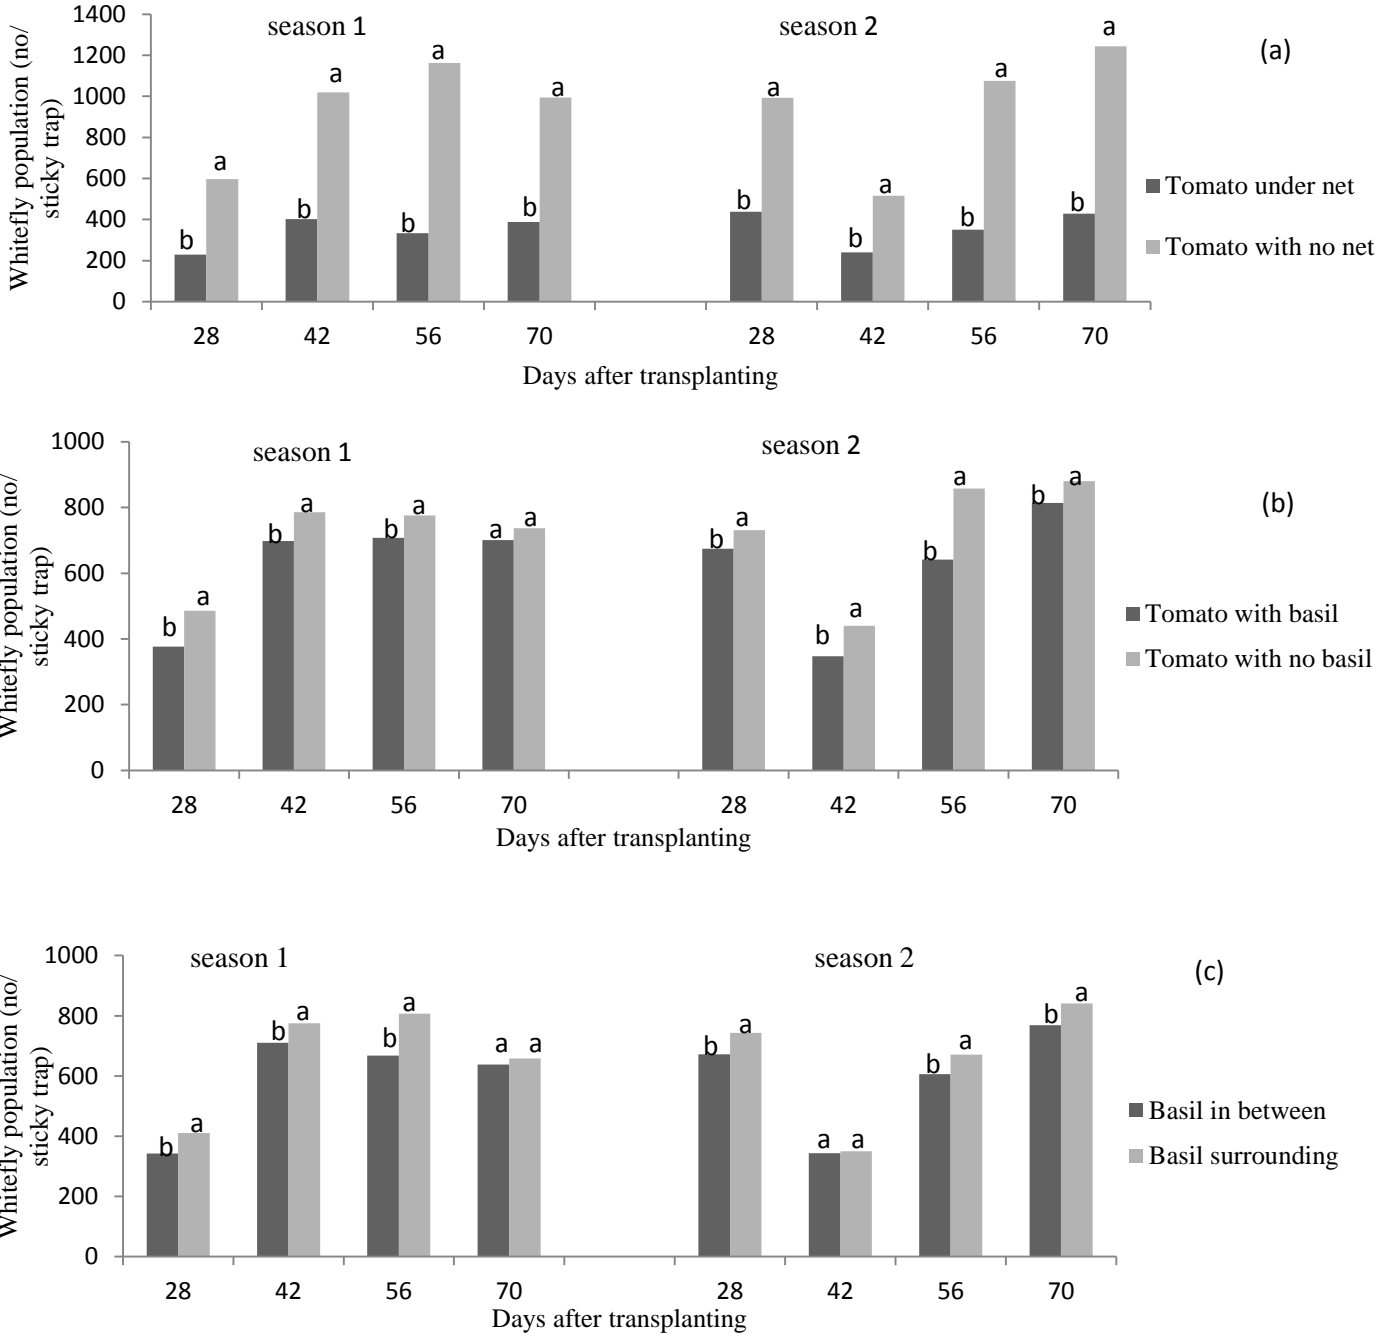 Whitefly population (no/
sticky trap)
1400
1200
1000
800
600
400
200
0
season 1
season 2
(a)
b a b a b a b a b a b a b a b a
Tomato under net
Tomato with no net
28 42 56 70 28 42 56 70
Days after transplanting
Whitefly population (no/
sticky trap)
1000
800
600
400
200
0
season 1
season 2
(b)
b a b a b a a a b a b a b a b a
Tomato with basil
Tomato with no basil
28 42 56 70 28 42 56 70
Days after transplanting
Whitefly population (no/
sticky trap)
1000
800
600
400
200
0
season 1
season 2
(c)
b a b a b a a a b a a a b a b a
Basil in between
Basil surrounding
28 42 56 70 28 42 56 70
Days after transplanting